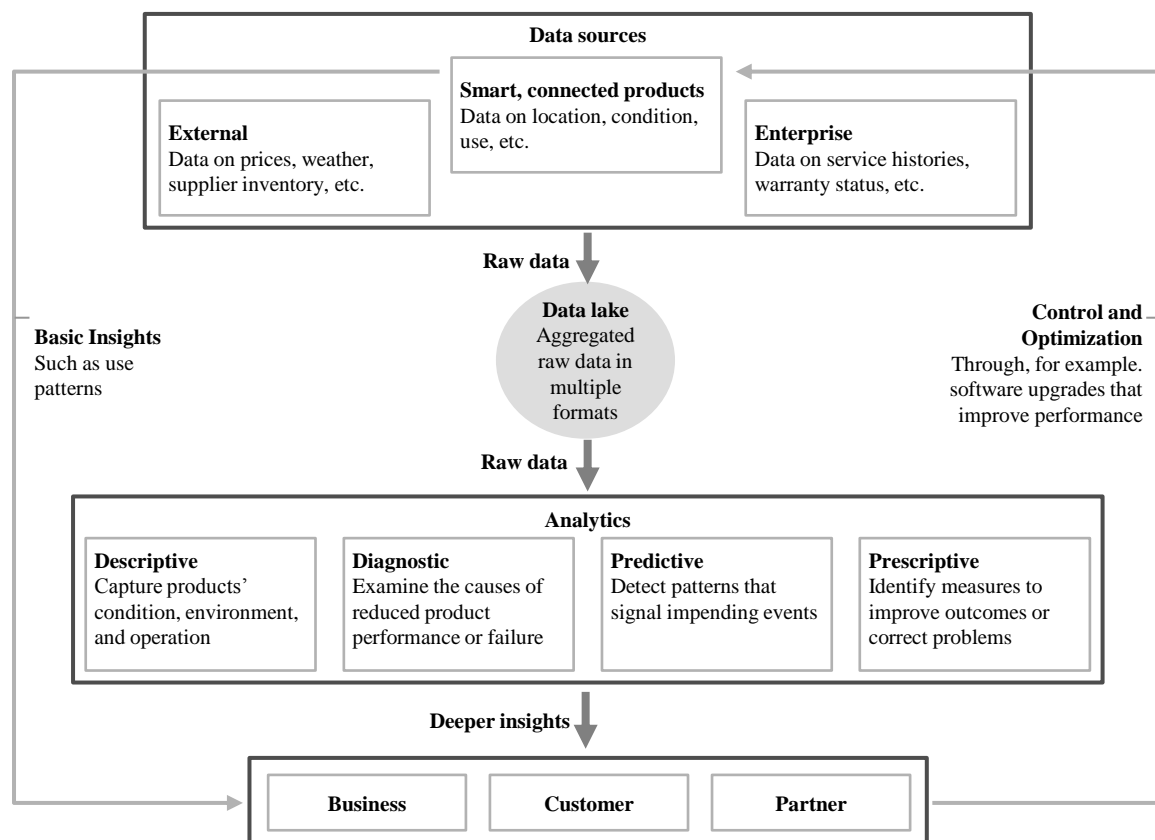 Data sources
Smart, connected products
Data on location, condition,
use, etc.
External
Data on prices, weather,
supplier inventory, etc.
Enterprise
Data on service histories,
warranty status, etc.
Raw data
Data lake
Aggregated
raw data in
multiple
formats
Basic Insights
Such as use
patterns
Control and
Optimization
Through, for example.
software upgrades that
improve performance
Raw data
Analytics
Descriptive
Capture products’
condition, environment,
and operation
Diagnostic
Examine the causes of
reduced product
performance or failure
Predictive
Detect patterns that
signal impending events
Prescriptive
Identify measures to
improve outcomes or
correct problems
Deeper insights
Business
Customer
Partner